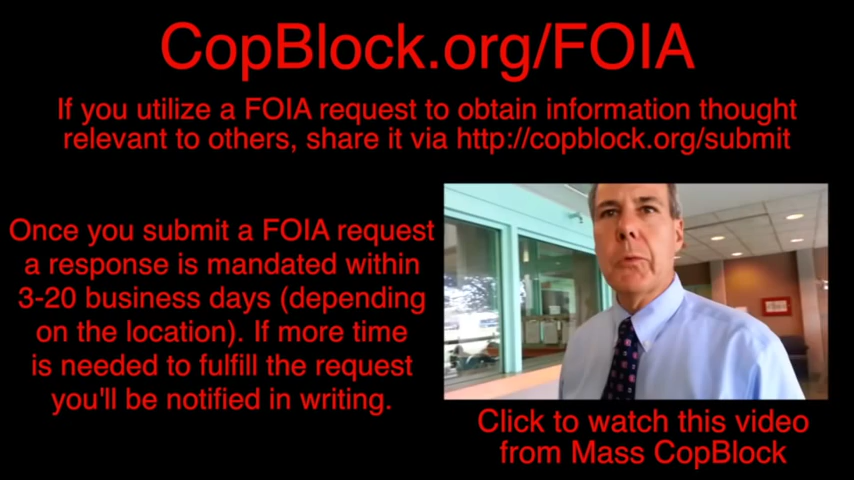 CopBlock.org/FOIA
If you utilize a FOIA request to obtain information thought
relevant to others, share it via http://copblock.org/submit
Once you submit a FOIA request
a response is mandated within
3-20 business days (depending
on the location). If more time
is needed to fulfill the request
you'll be notified in writing.
Click to watch this video
from Mass CopBlock